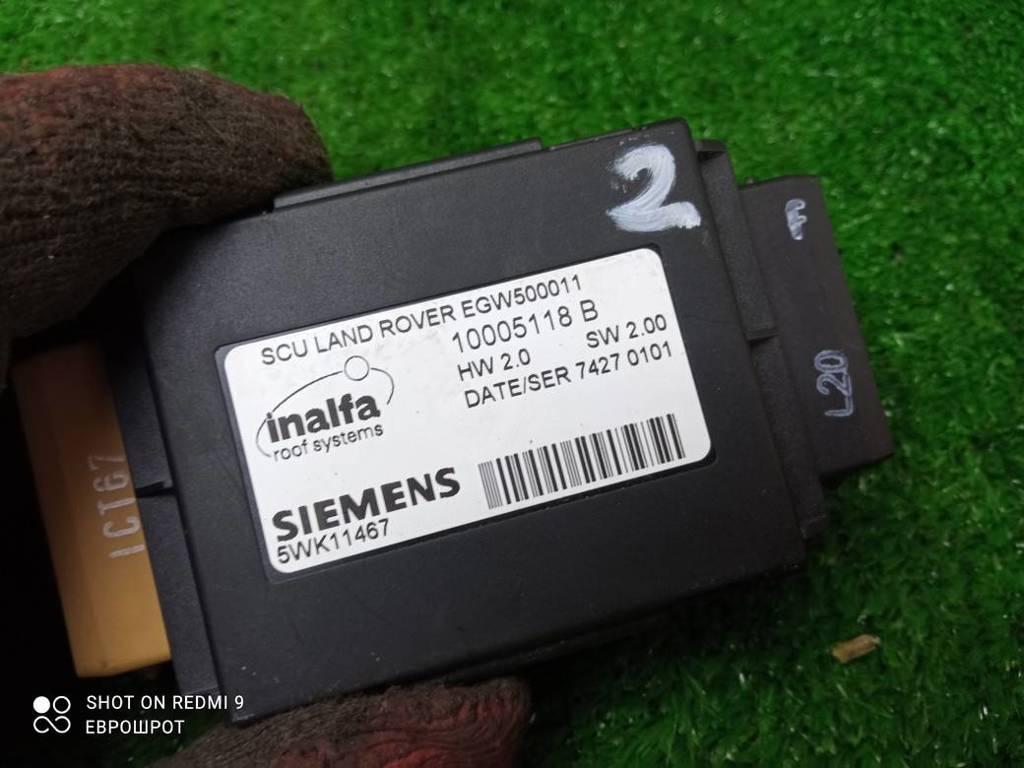 2
F
L20
SCU LAND ROVER EGW500011
10005118 B
HW 2.0 SW 2.00
DATE/SER 7427 0101
inalfa
roof systems
SIEMENS
5WK11467
1CT67
SHOT ON REDMI 9
ЕВРОШРОТ